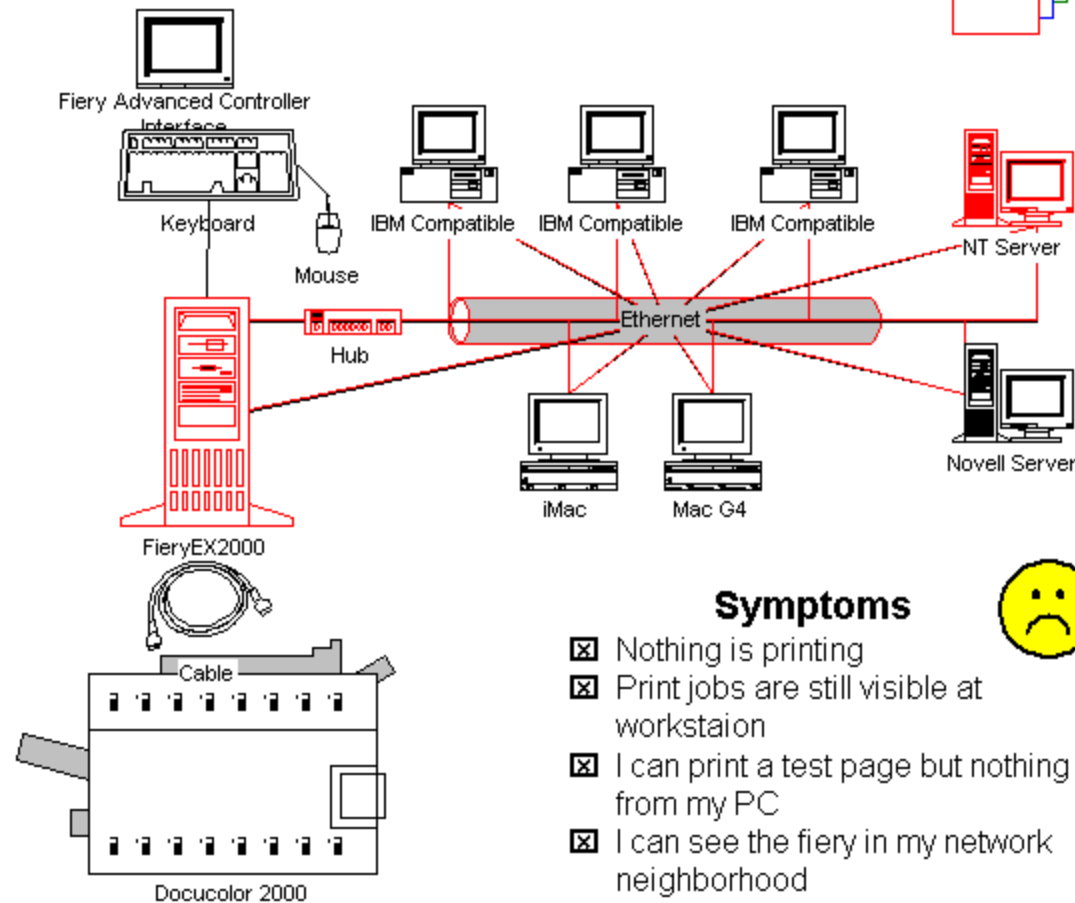 Fiery Advanced Controller
Interface
Keyboard
Mouse
IBM Compatible
IBM Compatible
IBM Compatible
NT Server
Ethernet
Hub
iMac
Mac G4
Novell Server
FieryEX2000
Cable
Docucolor 2000
Symptoms
Nothing is printing
Print jobs are still visible at
workstaion
I can print a test page but nothing
from my PC
I can see the fiery in my network
neighborhood